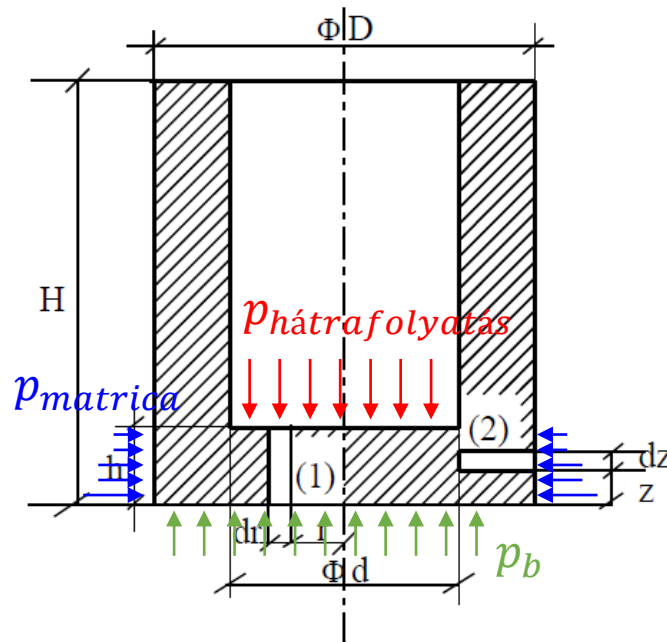 ΦD
H
p_hátrafolyatás
p_matrica
(2)
h
dz
(1)
z
dr
r
p_b
Φd